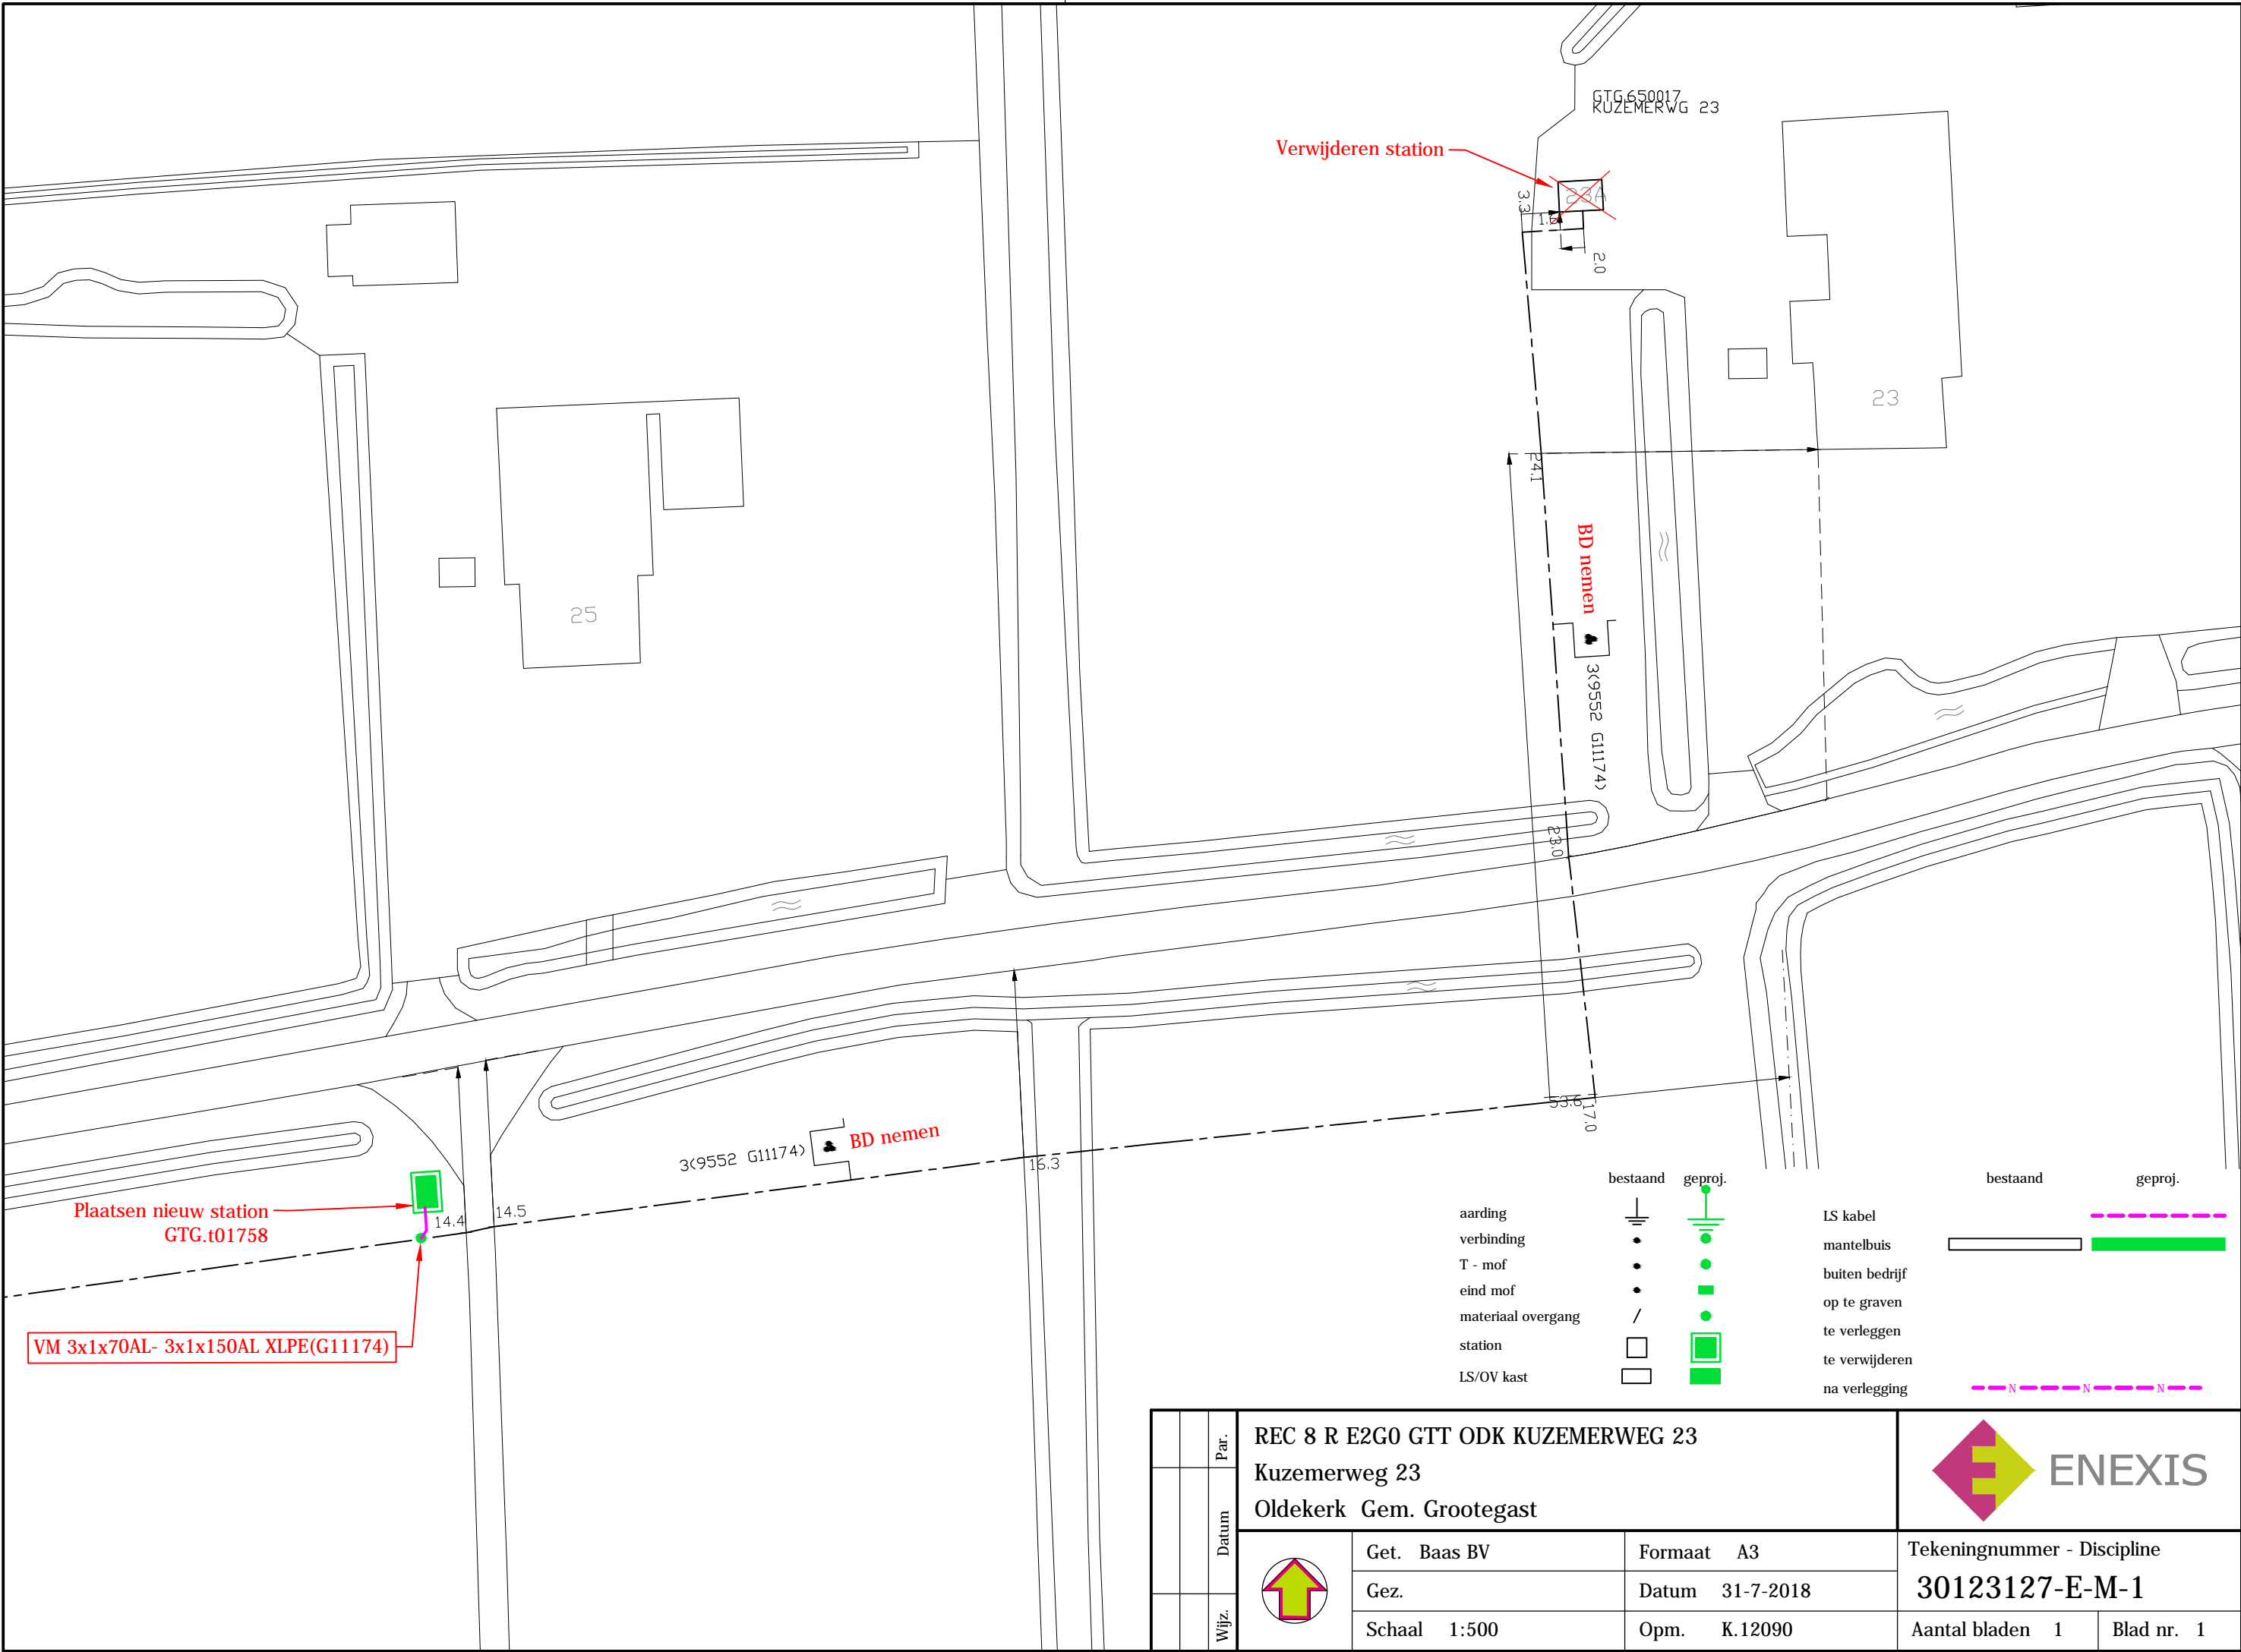 GTG.650017
KUZEMERWG 23
Verwijderen station
23A
3.3
2.0
23
24.1
BD nemen
25
3(9552 G11174)
23.0
53.6
17.0
3(9552 G11174)
BD nemen
16.3
Plaatsen nieuw station
GTG.t01758
14.4
14.5
VM 3x1x70AL- 3x1x150AL XLPE(G11174)
bestaand geproj.
aarding
verbinding
T - mof
eind mof
materiaal overgang
station
LS/OV kast
bestaand geproj.
LS kabel
mantelbuis
buiten bedrijf
op te graven
te verleggen
te verwijderen
na verlegging
N N N
Par.
Datum
Wijz.
REC 8 R E2G0 GTT ODK KUZEMERWEG 23
Kuzemerweg 23
Oldekerk Gem. Grootegast
ENEXIS
Get. Baas BV
Formaat A3
Tekeningnummer - Discipline
Gez.
Datum 31-7-2018
30123127-E-M-1
Schaal 1:500
Opm. K.12090
Aantal bladen 1
Blad nr. 1